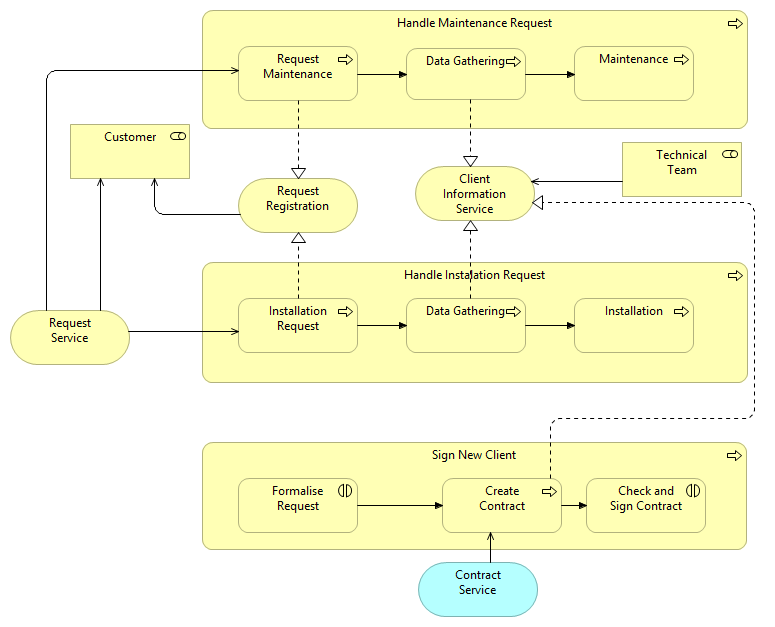 Handle Maintenance Request
Request
Maintenance
Data Gathering
Maintenance
Customer
Technical
Team
Request
Registration
Client
Information
Service
Handle Instalation Request
Installation
Request
Data Gathering
Installation
Request
Service
Sign New Client
Formalise
Request
Create
Contract
Check and
Sign Contract
Contract
Service